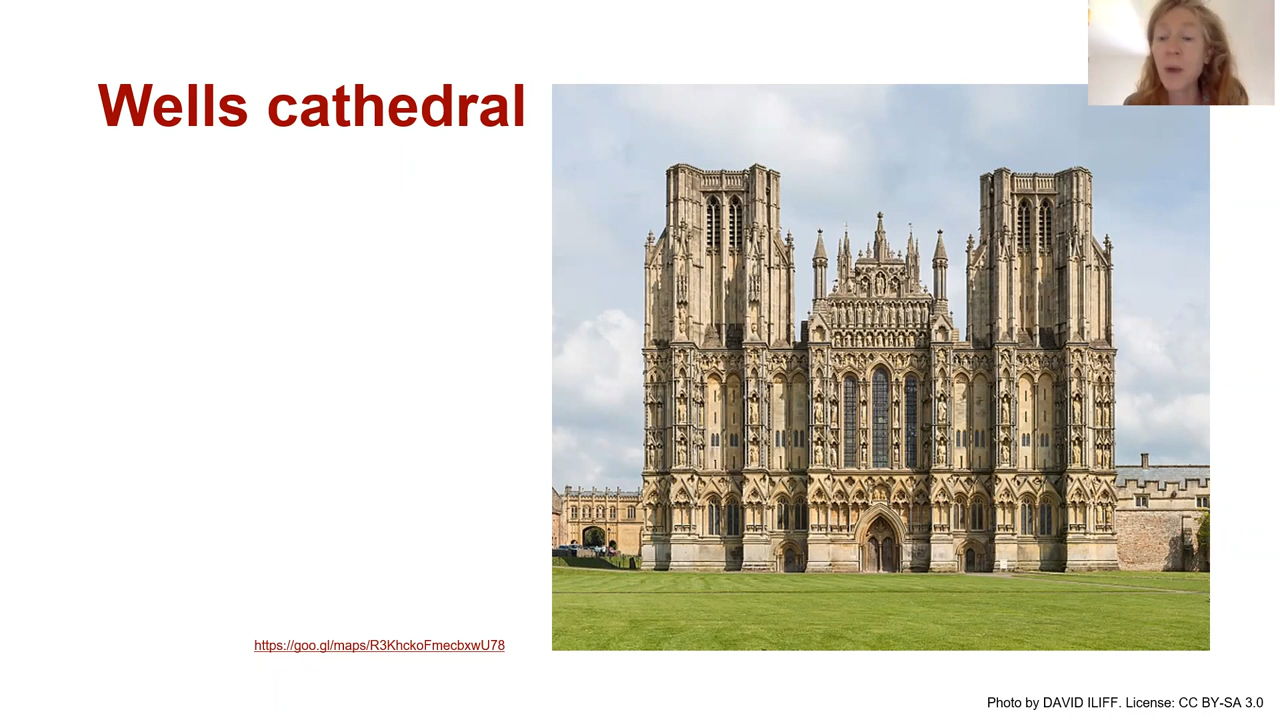 Wells cathedral
https://goo.gl/maps/R3KhckoFmecbxwU78
Photo by DAVID ILIFF. License: CC BY-SA 3.0